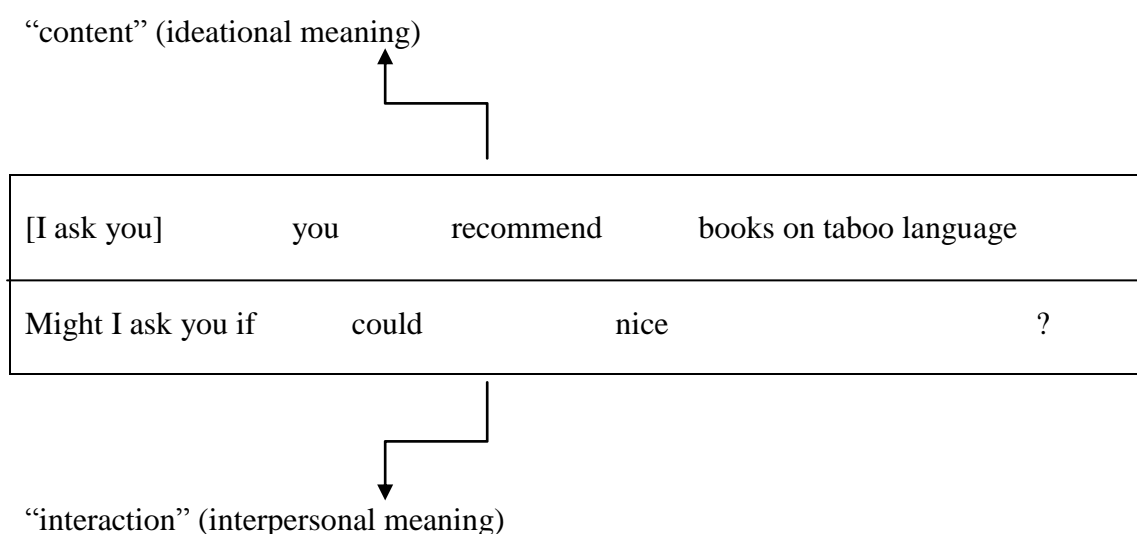 “content” (ideational meaning)
[I ask you] you recommend books on taboo language
Might I ask you if could nice ?
“interaction” (interpersonal meaning)